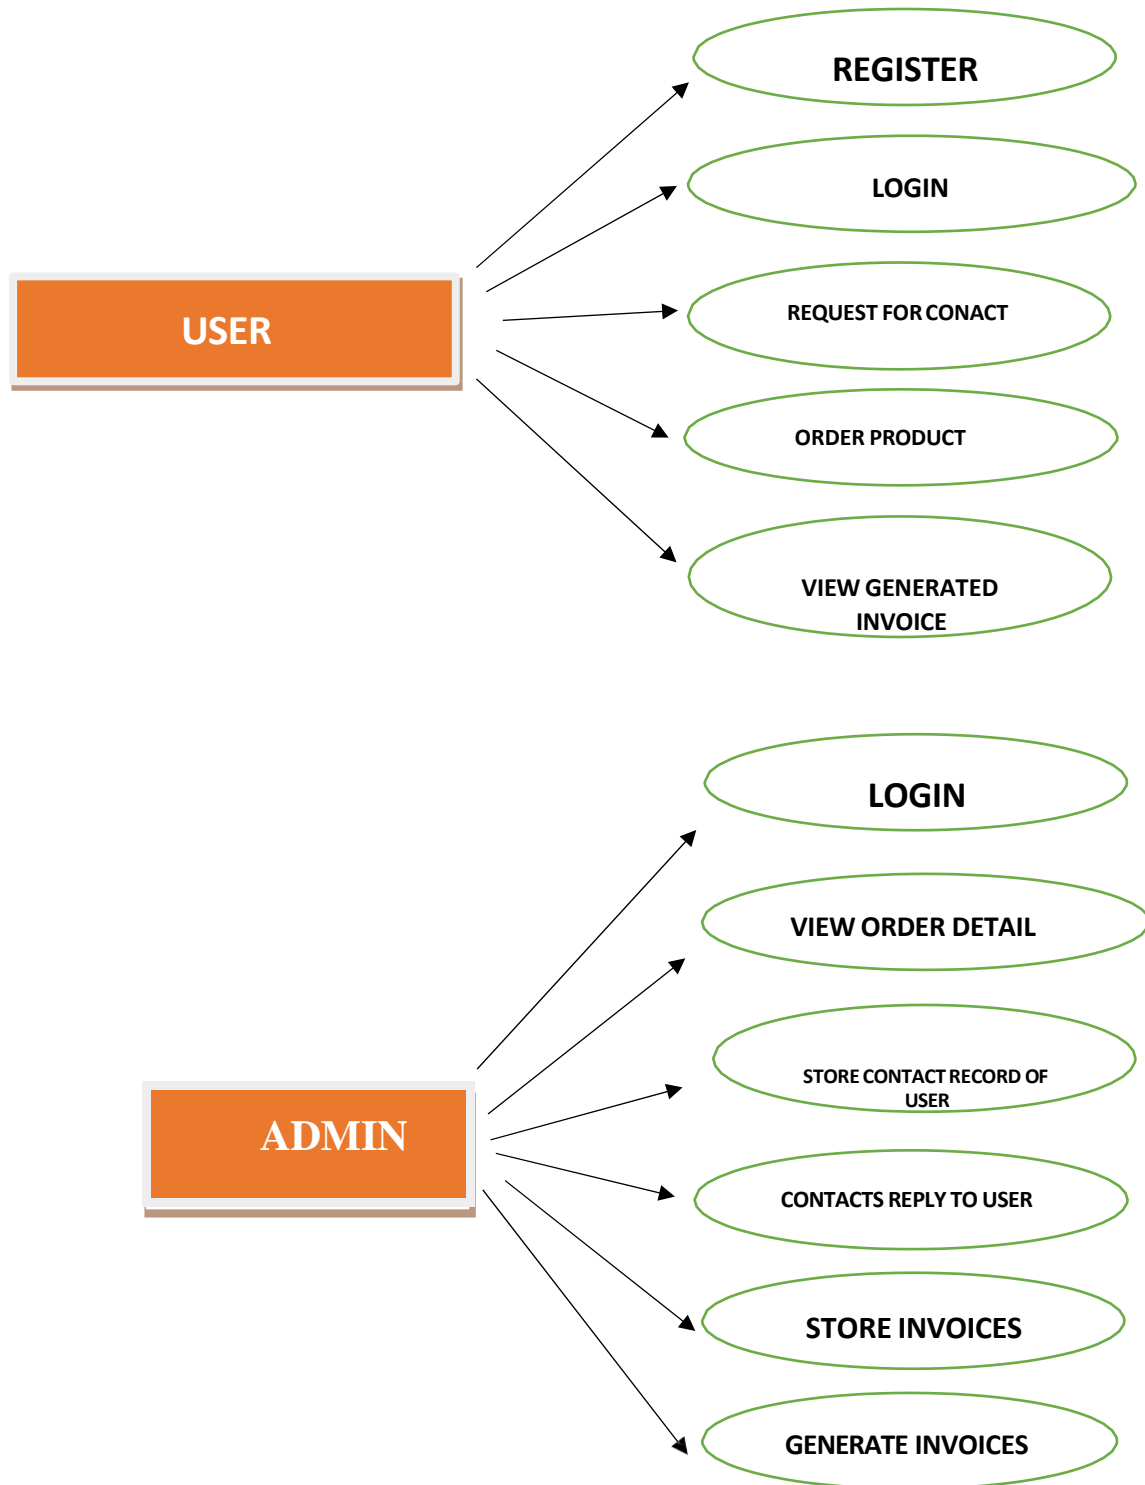 REGISTER
LOGIN
REQUEST FOR CONACT
USER
ORDER PRODUCT
VIEW GENERATED
INVOICE
LOGIN
VIEW ORDER DETAIL
STORE CONTACT RECORD OF
USER
ADMIN
CONTACTS REPLY TO USER
STORE INVOICES
GENERATE INVOICES